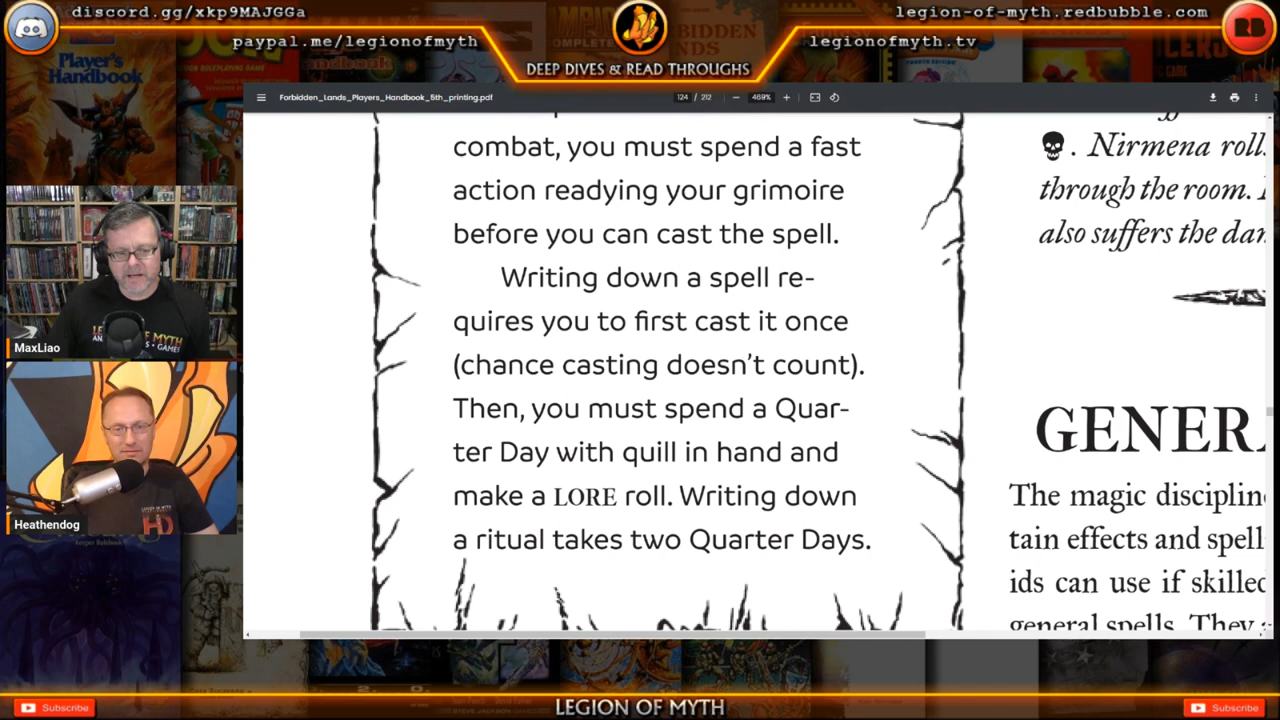 discord.gg/xkp9MAJGGa
legion-of-myth.redbubble.com
paypal.me/legionofmyth
legionofmyth.tv
DEEP DIVES & READ THROUGHS
Player's
Handbook
Forbidden_Lands_Players_Handbook_5th_printing.pdf
124 / 212
469%
combat, you must spend a fast
action readying your grimoire
before you can cast the spell.
Writing down a spell re-
quires you to first cast it once
(chance casting doesn't count).
Then, you must spend a Quar-
ter Day with quill in hand and
make a LORE roll. Writing down
a ritual takes two Quarter Days.
. Nirmena roll
through the room.
also suffers the
GENER
The magic
tain effects and
ids can use if skilled
general spells. They
MaxLiao
Heathendog
HD
Subscribe
LEGION OF MYTH
Subscribe